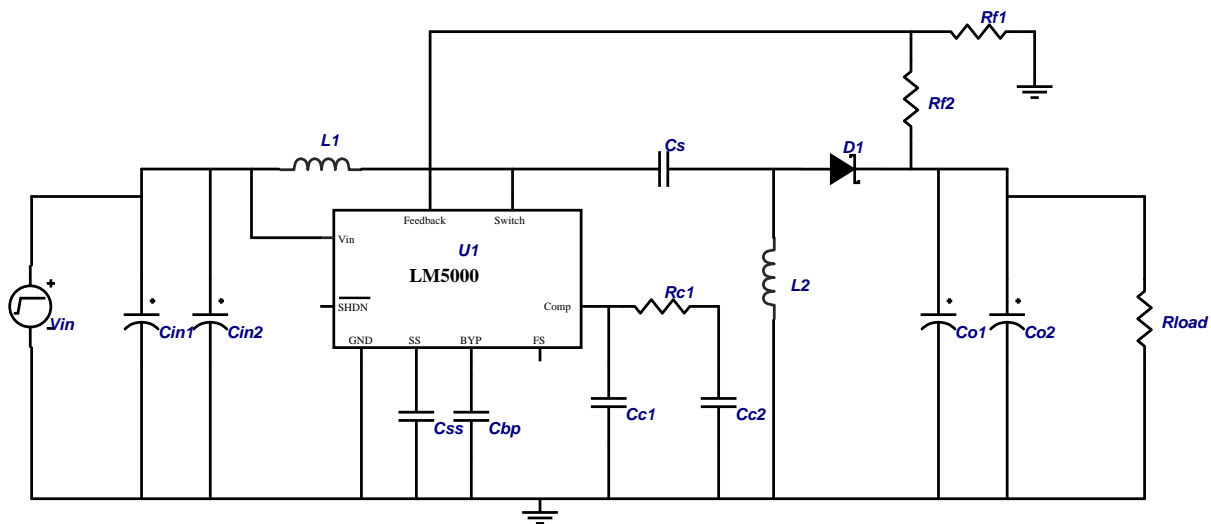 Rf1
Rf2
L1
Cs
D1
Feedback
Switch
Vin
U1
LM5000
L2
SHDN
Comp
Rc1
+
Vin
-
+
Cin1
+
Cin2
GND
SS
BYP
FS
+
Co1
+
Co2
Rload
Css
Cbp
Cc1
Cc2